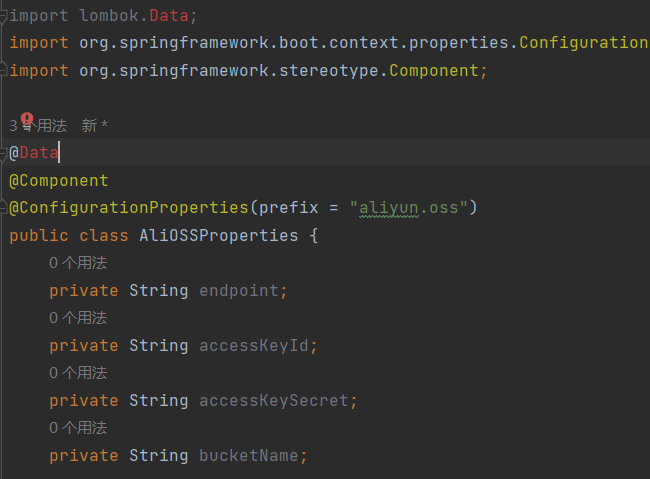 import lombok.Data;
import org.springframework.boot.context.properties.Configuration
import org.springframework.stereotype.Component;
3 个用法 新 *
@Data
@Component
@ConfigurationProperties(prefix = "aliyun.oss")
public class AliOSSProperties {
0 个用法
private String endpoint;
0 个用法
private String accessKeyId;
0 个用法
private String accessKeySecret;
0 个用法
private String bucketName;